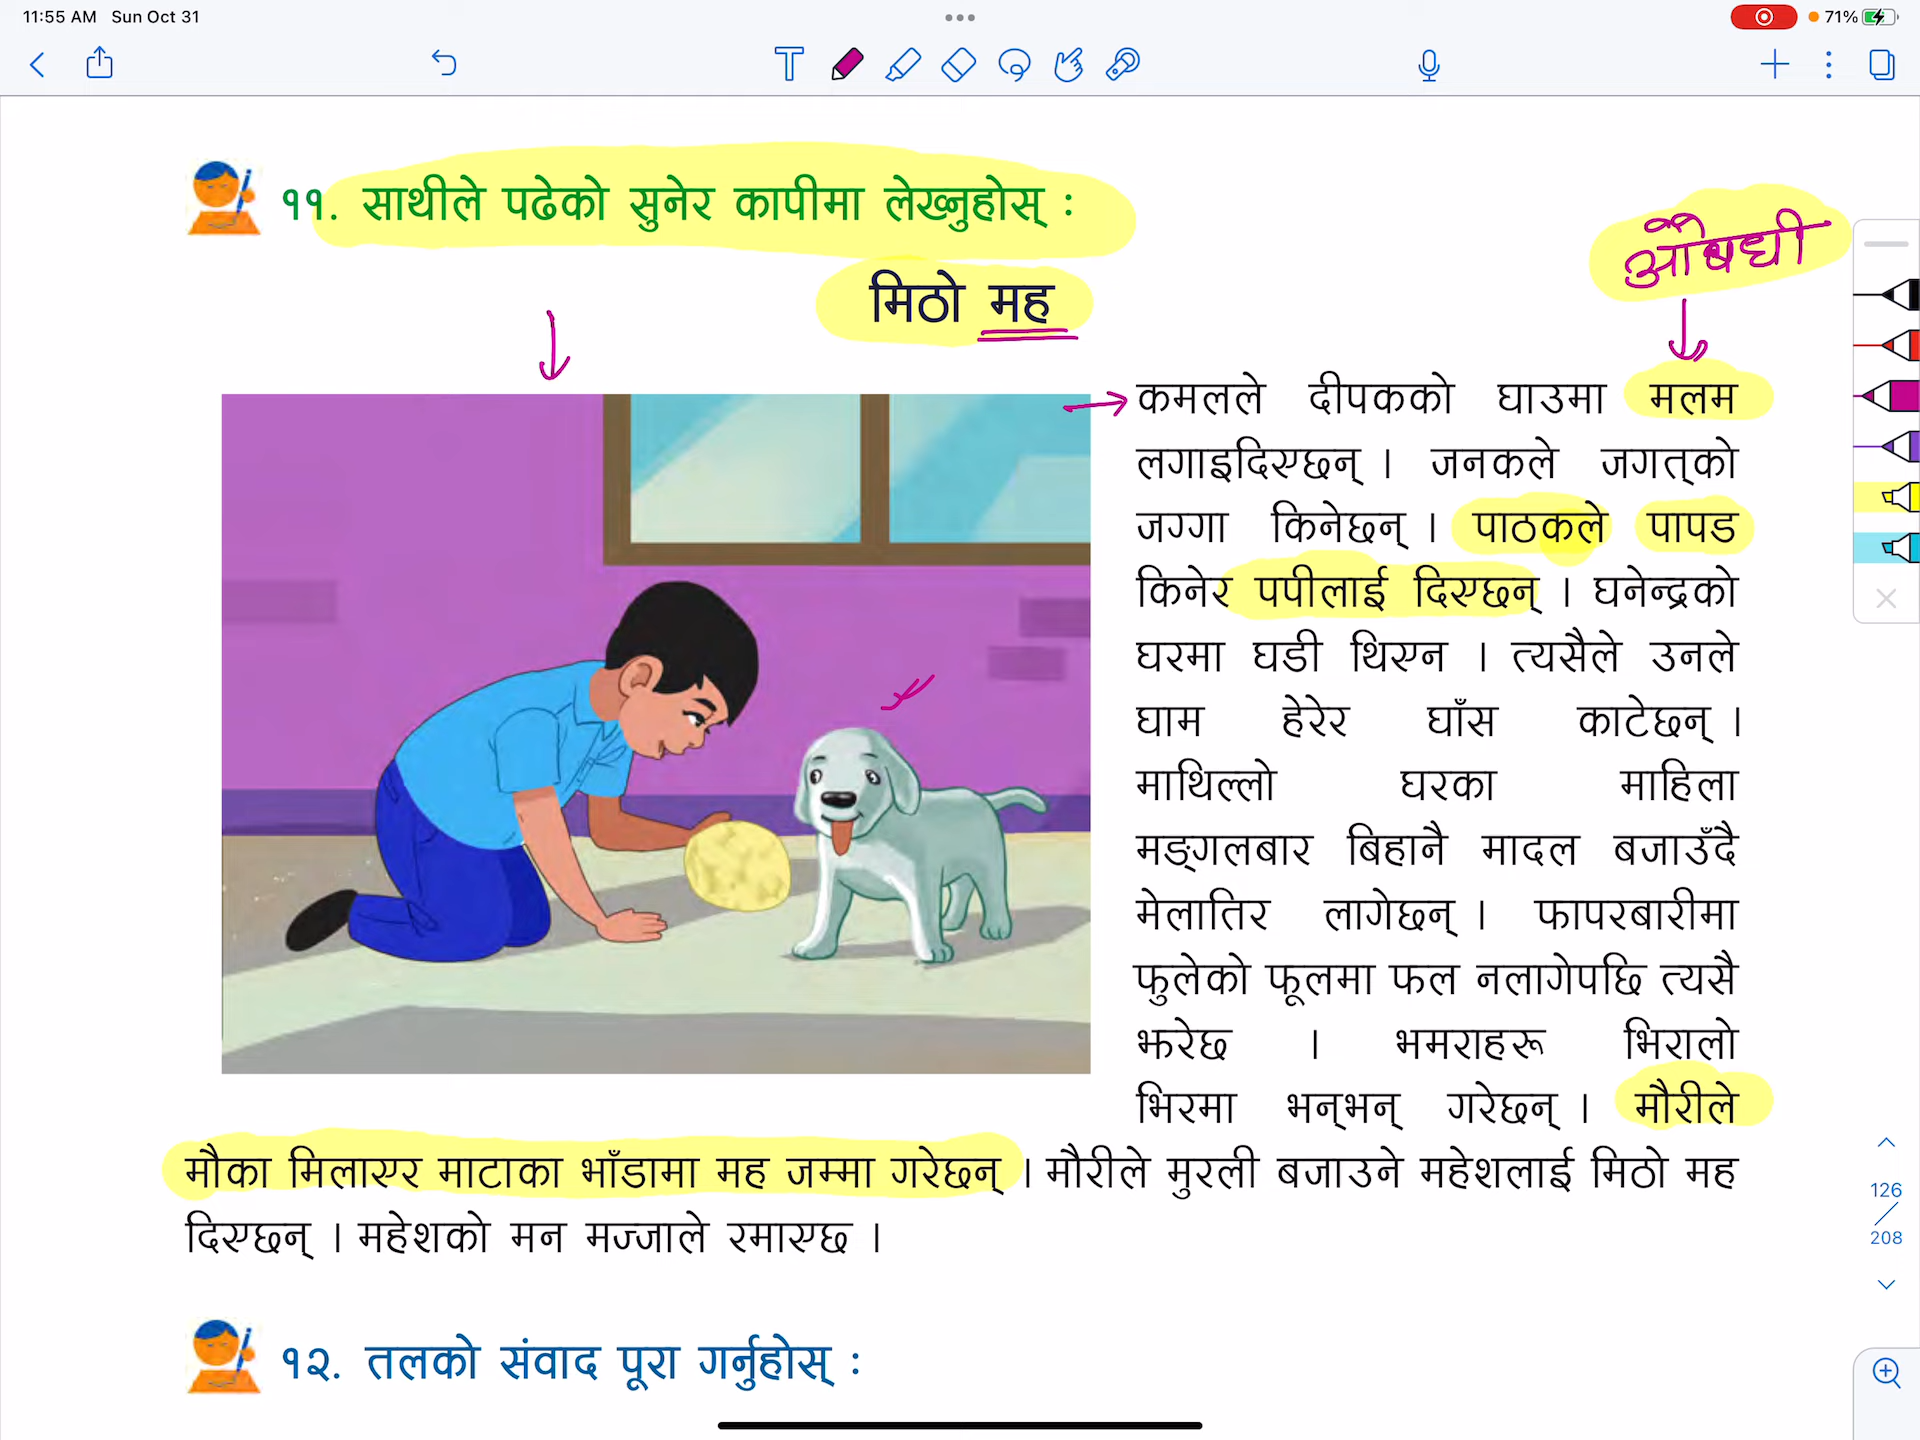 11:55 AM Sun Oct 31
71%
११. साथीले पढेको सुनेर कापीमा लेख्नुहोस् :
मिठो मह
औषधी
कमलले दीपकको घाउमा मलम
लगाइदिएछन् । जनकले जगत्को
जग्गा किनेछन् । पाठकले पापड
किनेर पपीलाई दिएछन् । घनेन्द्रको
घरमा घडी थिएन । त्यसैले उनले
घाम हेरेर घाँस काटेछन् ।
माथिल्लो घरका माहिला
मङ्गलबार बिहानै मादल बजाउँदै
मेलातिर लागेछन् । फापरबारीमा
फुलेको फूलमा फल नलागेपछि त्यसै
झरेछ । भमराहरू भिरालो
भिरमा भन्भन् गरेछन् । मौरीले
मौका मिलाएर माटाका भाँडामा मह जम्मा गरेछन् । मौरीले मुरली बजाउने महेशलाई मिठो मह
दिएछन् । महेशको मन मज्जाले रमाएछ ।
126
208
१२. तलको संवाद पूरा गर्नुहोस् :